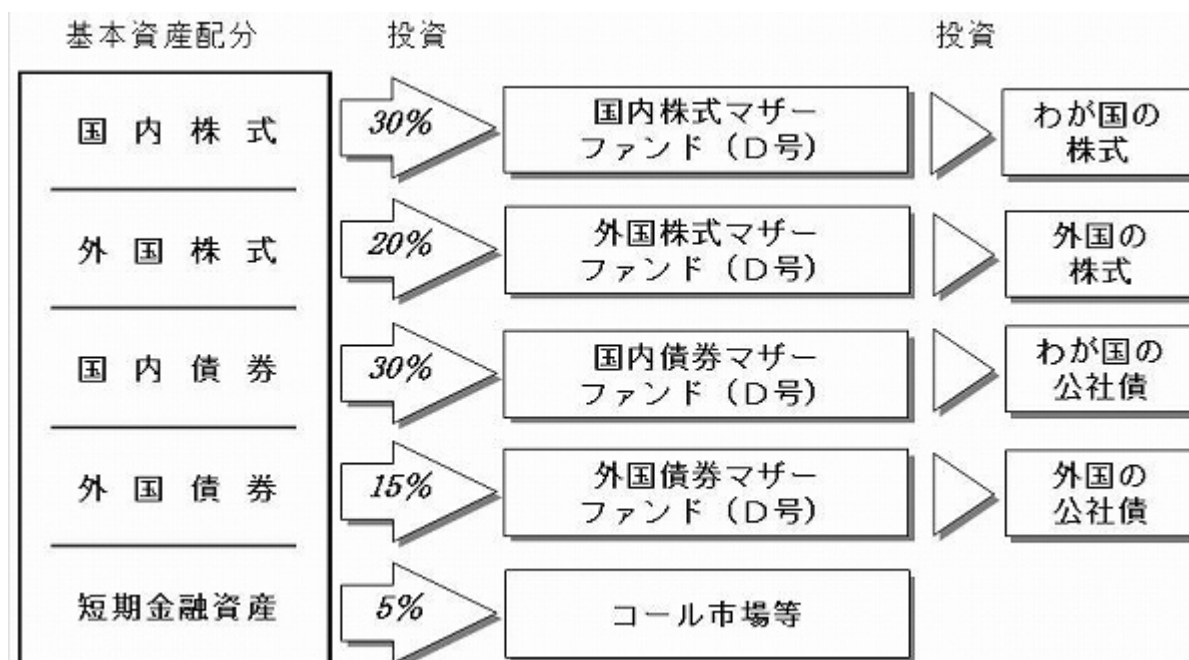 基本資産配分 投資 投資
国内株式 30% 国内株式マザー
ファンド（D号） わが国の
株式
外国株式 20% 外国株式マザー
ファンド（D号） 外国の
株式
国内債券 30% 国内債券マザー
ファンド（D号） わが国の
公社債
外国債券 15% 外国債券マザー
ファンド（D号） 外国の
公社債
短期金融資産 5% コール市場等